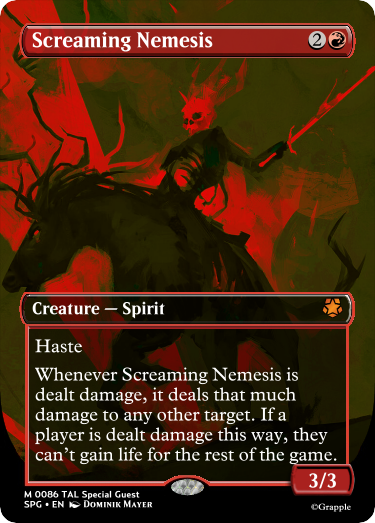 Screaming Nemesis 2
Creature — Spirit
Haste
Whenever Screaming Nemesis is
dealt damage, it deals that much
damage to any other target. If a
player is dealt damage this way, they
can't gain life for the rest of the game.
3/3
M 0086 TAL Special Guest
SPG • EN Dominik Mayer
©Grapple